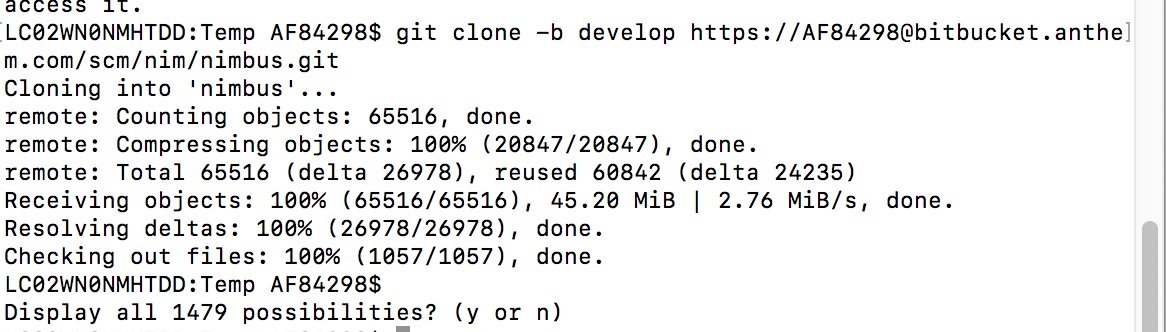 access it.
LC02WN0NMHTDD:Temp AF84298$ git clone -b develop https://AF84298@bitbucket.anthe
m.com/scm/nim/nimbus.git
Cloning into 'nimbus'...
remote: Counting objects: 65516, done.
remote: Compressing objects: 100% (20847/20847), done.
remote: Total 65516 (delta 26978), reused 60842 (delta 24235)
Receiving objects: 100% (65516/65516), 45.20 MiB | 2.76 MiB/s, done.
Resolving deltas: 100% (26978/26978), done.
Checking out files: 100% (1057/1057), done.
LC02WN0NMHTDD:Temp AF84298$
Display all 1479 possibilities? (y or n)